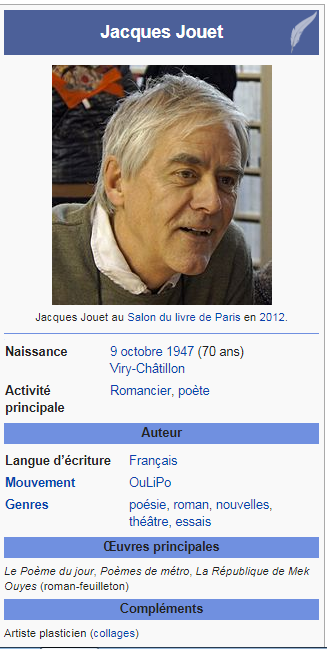 Jacques Jouet
Jacques Jouet au Salon du livre de Paris en 2012.
Naissance 9 octobre 1947 (70 ans)
Viry-Châtillon
Activité Romancier, poète
principale
Auteur
Langue d'écriture Français
Mouvement OuLiPo
Genres poésie, roman, nouvelles,
théâtre, essais
Œuvres principales
Le Poème du jour, Poèmes de métro, La République de Mek
Ouyes (roman-feuilleton)
Compléments
Artiste plasticien (collages)